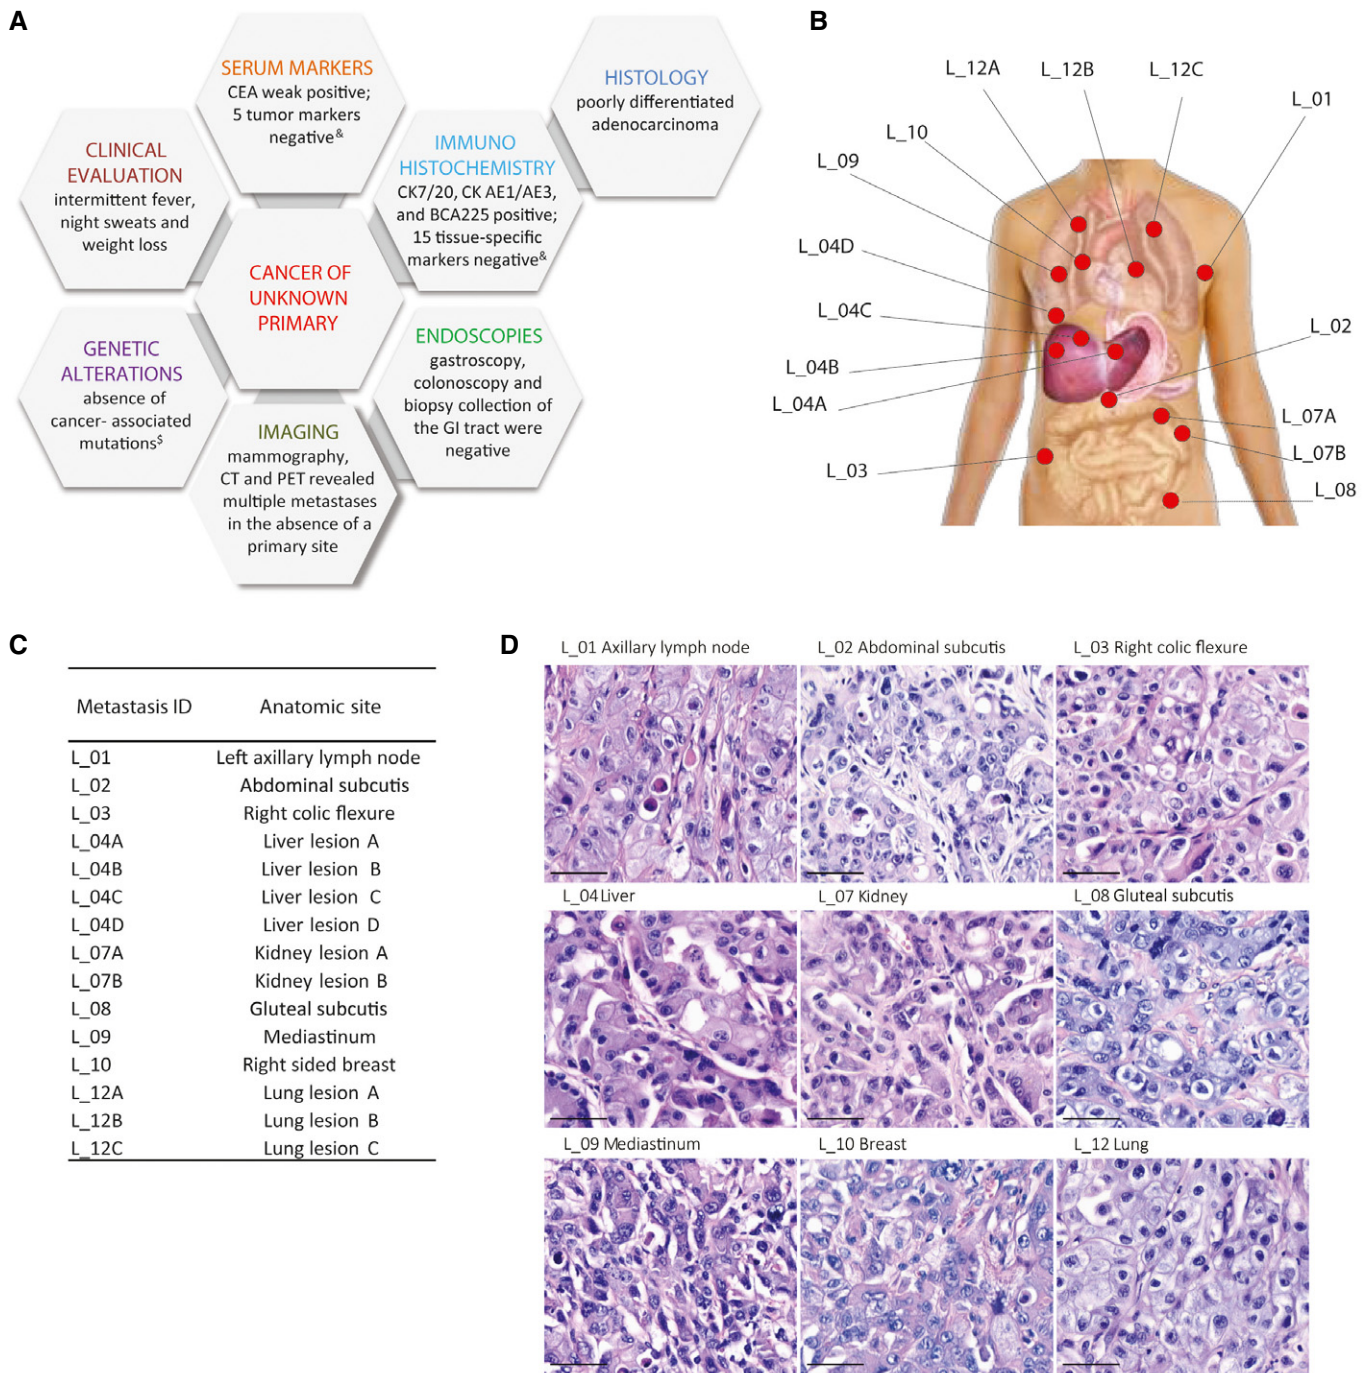 A
SERUM MARKERS
CEA weak positive;
5 tumor markers
negative&
HISTOLOGY
poorly differentiated
adenocarcinoma
CLINICAL
EVALUATION
intermittent fever,
night sweats and
weight loss
IMMUNO
HISTOCHEMISTRY
CK7/20, CK AE1/AE3,
and BCA225 positive;
15 tissue-specific
markers negative&
CANCER OF
UNKNOWN
PRIMARY
GENETIC
ALTERATIONS
absence of
cancer- associated
mutations$
ENDOSCOPIES
gastroscopy,
colonoscopy and
biopsy collection of
the GI tract were
negative
IMAGING
mammography,
CT and PET revealed
multiple metastases
in the absence of a
primary site
B
L_12A
L_12B
L_12C
L_01
L_10
L_09
L_04D
L_04C
L_02
L_04B
L_04A
L_07A
L_07B
L_03
L_08
C
Metastasis ID Anatomic site
L_01 Left axillary lymph node
L_02 Abdominal subcutis
L_03 Right colic flexure
L_04A Liver lesion A
L_04B Liver lesion B
L_04C Liver lesion C
L_04D Liver lesion D
L_07A Kidney lesion A
L_07B Kidney lesion B
L_08 Gluteal subcutis
L_09 Mediastinum
L_10 Right sided breast
L_12A Lung lesion A
L_12B Lung lesion B
L_12C Lung lesion C
D
L_01 Axillary lymph node
L_02 Abdominal subcutis
L_03 Right colic flexure
L_04 Liver
L_07 Kidney
L_08 Gluteal subcutis
L_09 Mediastinum
L_10 Breast
L_12 Lung